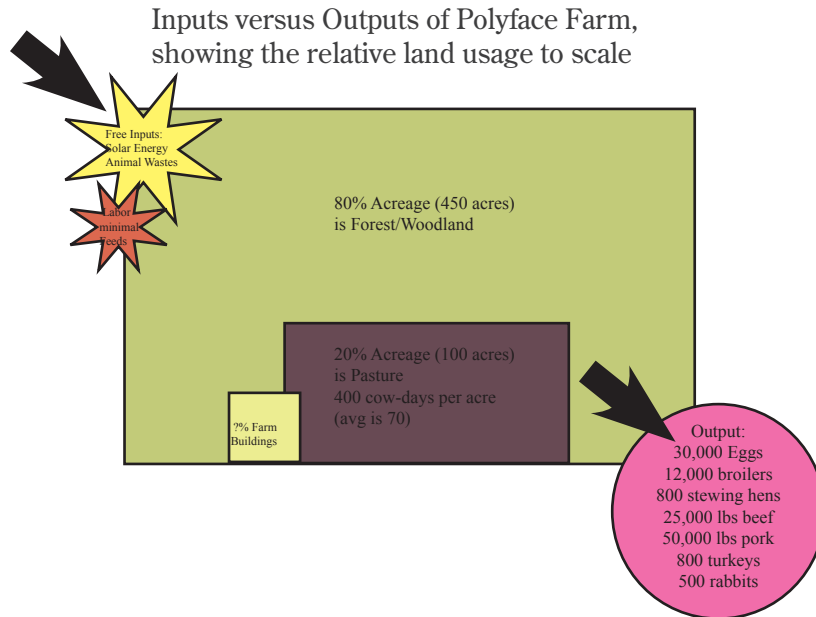 Inputs versus Outputs of Polyface Farm,
showing the relative land usage to scale
Free Inputs:
Solar Energy
Animal Wastes
Labor
minimal
Feeds
80% Acreage (450 acres)
is Forest/Woodland
20% Acreage (100 acres)
is Pasture
400 cow-days per acre
(avg is 70)
?% Farm
Buildings
Output:
30,000 Eggs
12,000 broilers
800 stewing hens
25,000 lbs beef
50,000 lbs pork
800 turkeys
500 rabbits